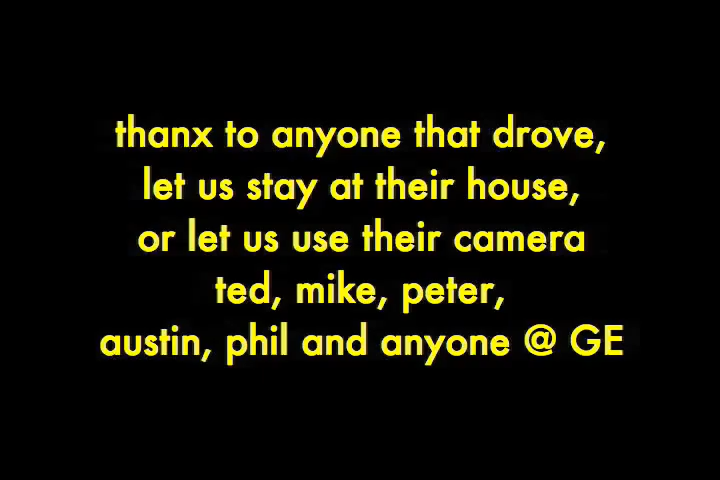 thanx to anyone that drove,
let us stay at their house,
or let us use their camera
ted, mike, peter,
austin, phil and anyone @ GE